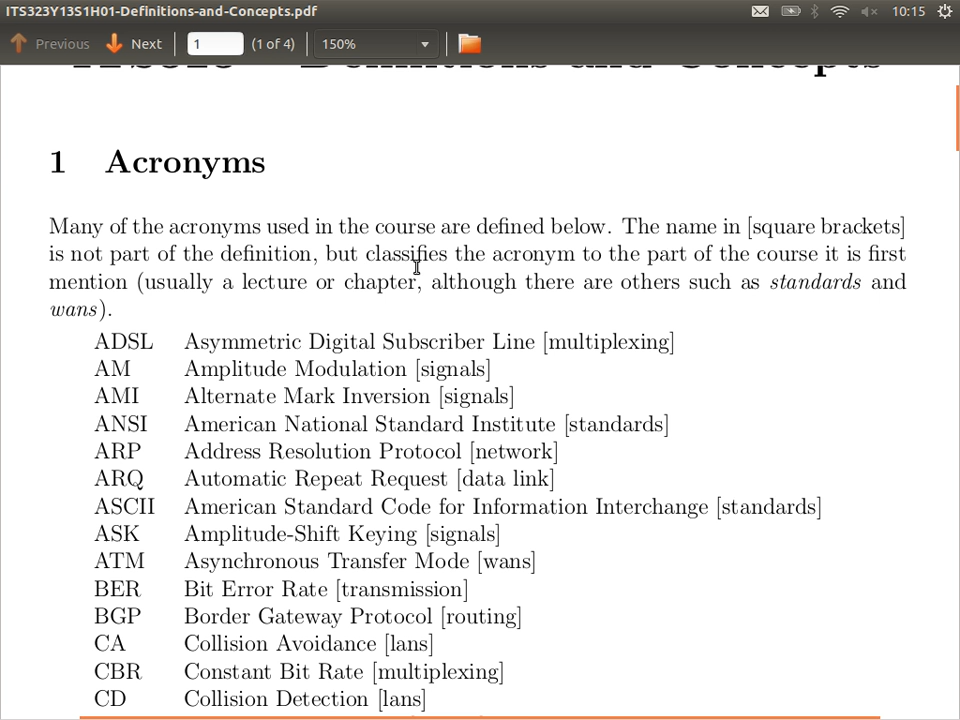 ITS323Y13S1H01-Definitions-and-Concepts.pdf 10:15
Previous Next 1 (1 of 4) 150%
Definitions and Concepts
1 Acronyms
Many of the acronyms used in the course are defined below. The name in [square brackets]
is not part of the definition, but classifies the acronym to the part of the course it is first
mention (usually a lecture or chapter, although there are others such as standards and
wans).
ADSL Asymmetric Digital Subscriber Line [multiplexing]
AM Amplitude Modulation [signals]
AMI Alternate Mark Inversion [signals]
ANSI American National Standard Institute [standards]
ARP Address Resolution Protocol [network]
ARQ Automatic Repeat Request [data link]
ASCII American Standard Code for Information Interchange [standards]
ASK Amplitude-Shift Keying [signals]
ATM Asynchronous Transfer Mode [wans]
BER Bit Error Rate [transmission]
BGP Border Gateway Protocol [routing]
CA Collision Avoidance [lans]
CBR Constant Bit Rate [multiplexing]
CD Collision Detection [lans]